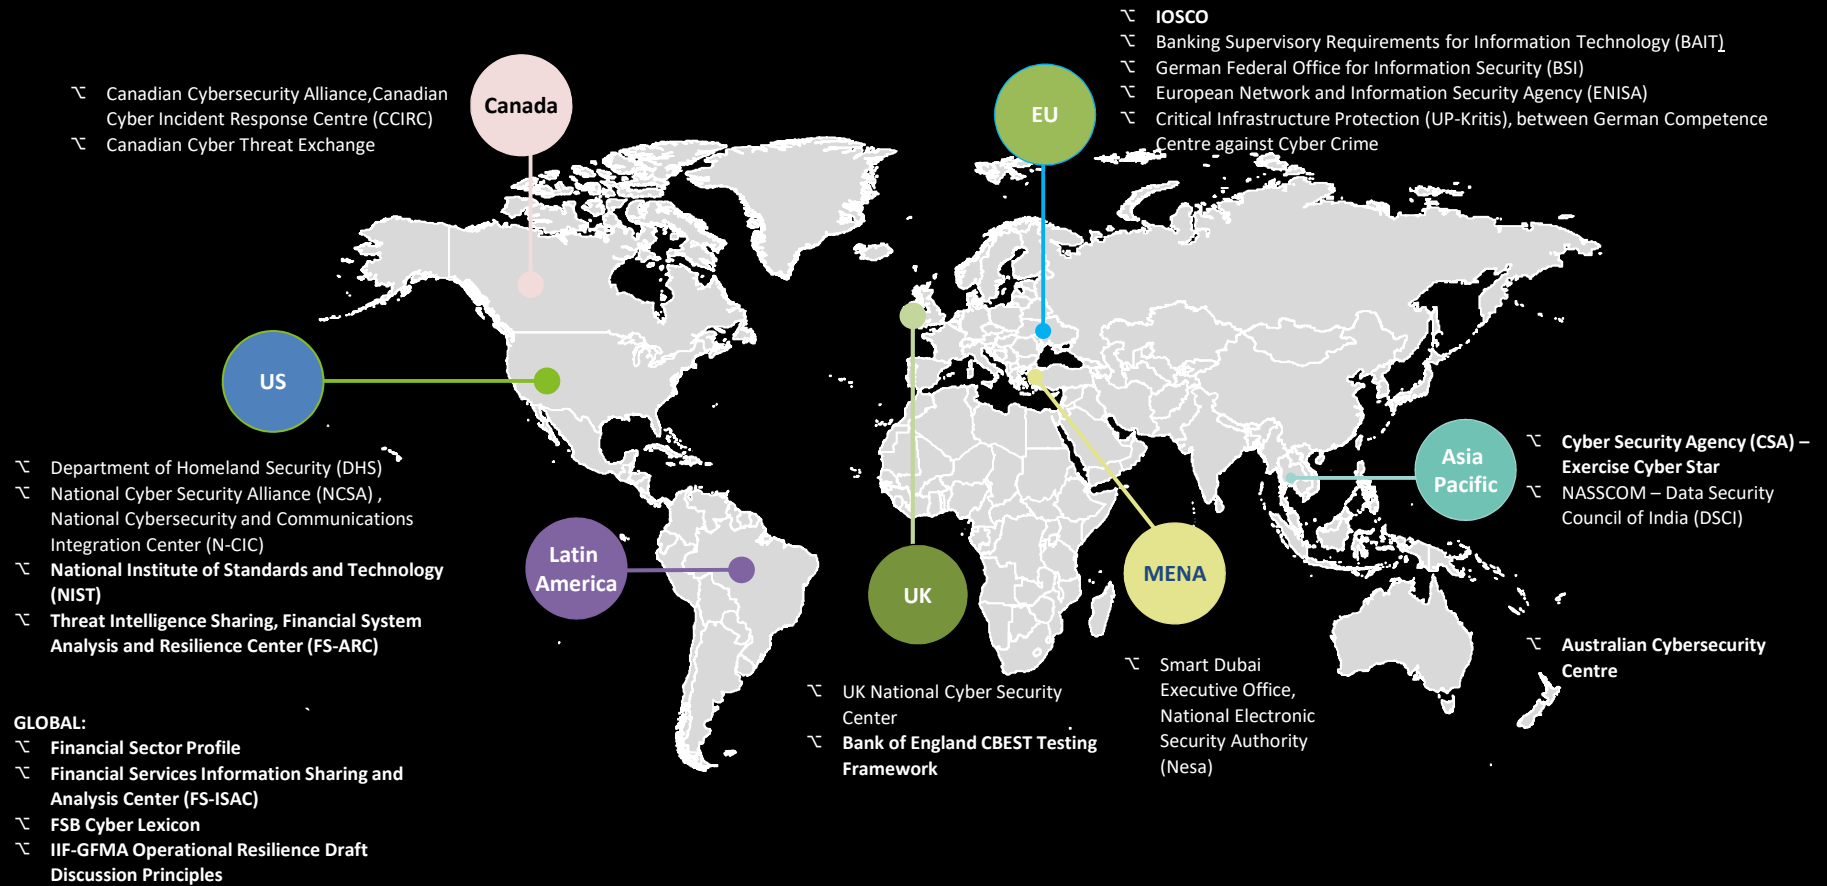 ⌥ IOSCO
⌥ Banking Supervisory Requirements for Information Technology (BAIT)
⌥ German Federal Office for Information Security (BSI)
⌥ European Network and Information Security Agency (ENISA)
⌥ Critical Infrastructure Protection (UP-Kritis), between German Competence
Centre against Cyber Crime
EU
Canada
⌥ Canadian Cybersecurity Alliance,Canadian
Cyber Incident Response Centre (CCIRC)
⌥ Canadian Cyber Threat Exchange
US
⌥ Department of Homeland Security (DHS)
⌥ National Cyber Security Alliance (NCSA) ,
National Cybersecurity and Communications
Integration Center (N-CIC)
⌥ National Institute of Standards and Technology
(NIST)
⌥ Threat Intelligence Sharing, Financial System
Analysis and Resilience Center (FS-ARC)
Latin
America
UK
⌥ UK National Cyber Security
Center
⌥ Bank of England CBEST Testing
Framework
MENA
⌥ Smart Dubai
Executive Office,
National Electronic
Security Authority
(Nesa)
Asia
Pacific
⌥ Cyber Security Agency (CSA) –
Exercise Cyber Star
⌥ NASSCOM – Data Security
Council of India (DSCI)
⌥ Australian Cybersecurity
Centre
`
GLOBAL:
⌥ Financial Sector Profile
⌥ Financial Services Information Sharing and
Analysis Center (FS-ISAC)
⌥ FSB Cyber Lexicon
⌥ IIF-GFMA Operational Resilience Draft
Discussion Principles